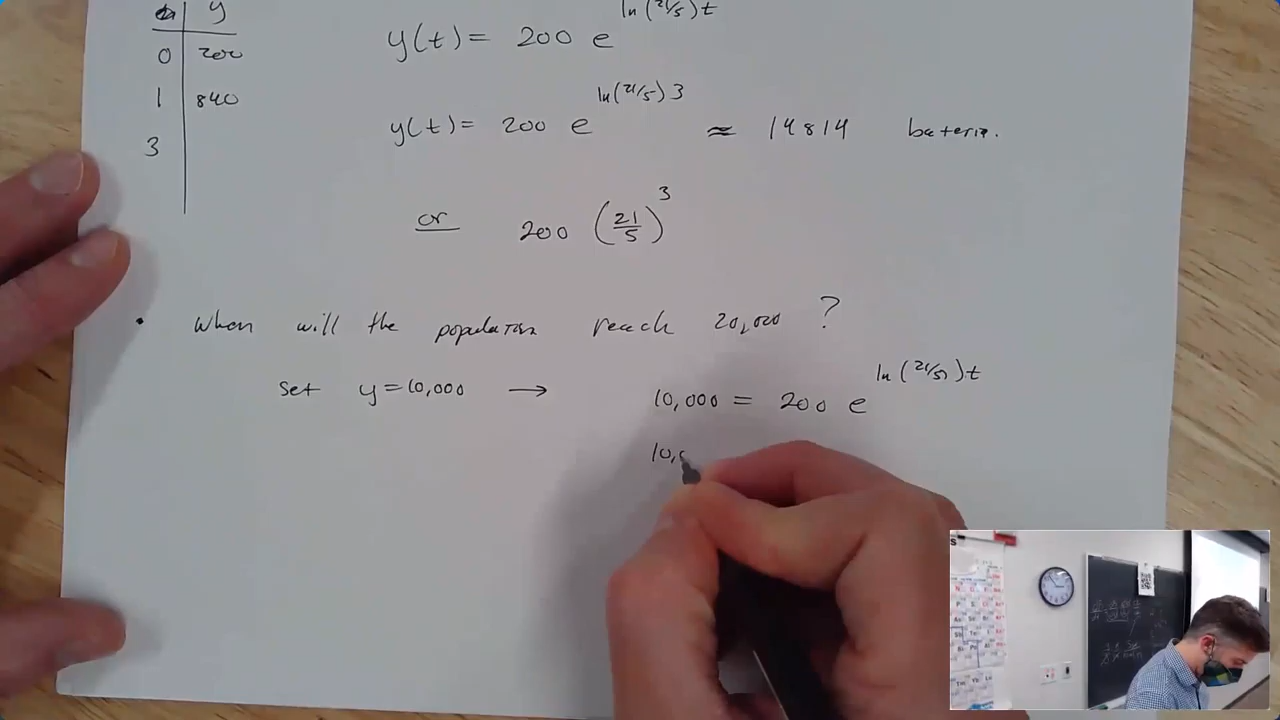 y
0 200
1 840
3
y(t) = 200 e^ln(21/5)t
y(t) = 200 e^ln(21/5)3 ≈ 14814 bateria.
or 200 (21/5)^3
• When will the population reach 20,000 ?
Set y=10,000 → 10,000 = 200 e^ln(21/5)t
10,